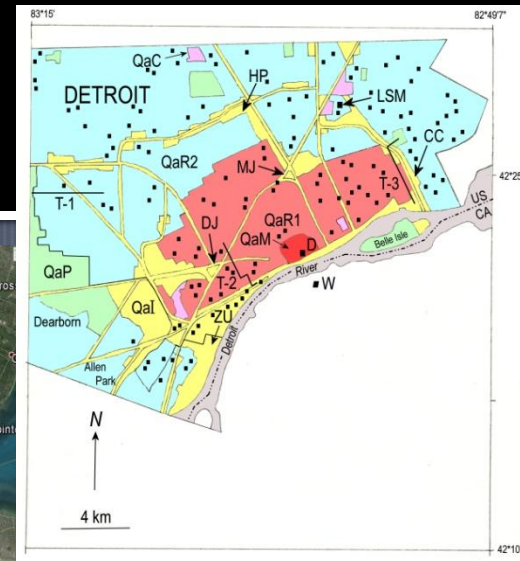 83°15'
82°49'7"
QaC
HP
DETROIT
LSM
CC
QaR2
MJ
42°25
T-1
T-3
QaR1
DJ
QaM
D
US
CA
Belle Isle
QaP
T-2
River
QaI
W
ZU
Dearborn
Detroit
Allen
Park
N
4 km
42°10